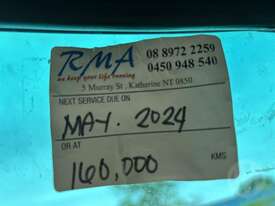 RMA
we keep your life running
08 8972 2259
0450 948 540
5 Murray St, Katherine NT 0850
NEXT SERVICE DUE ON
MAY. 2024
OR AT
160,000 KMS